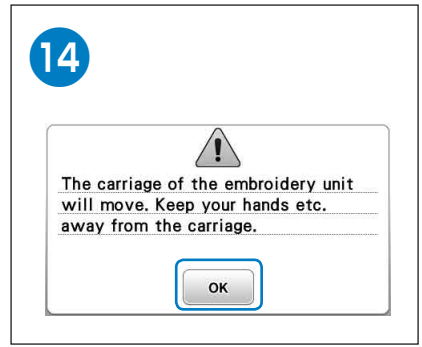 14
The carriage of the embroidery unit
will move. Keep your hands etc.
away from the carriage.
OK